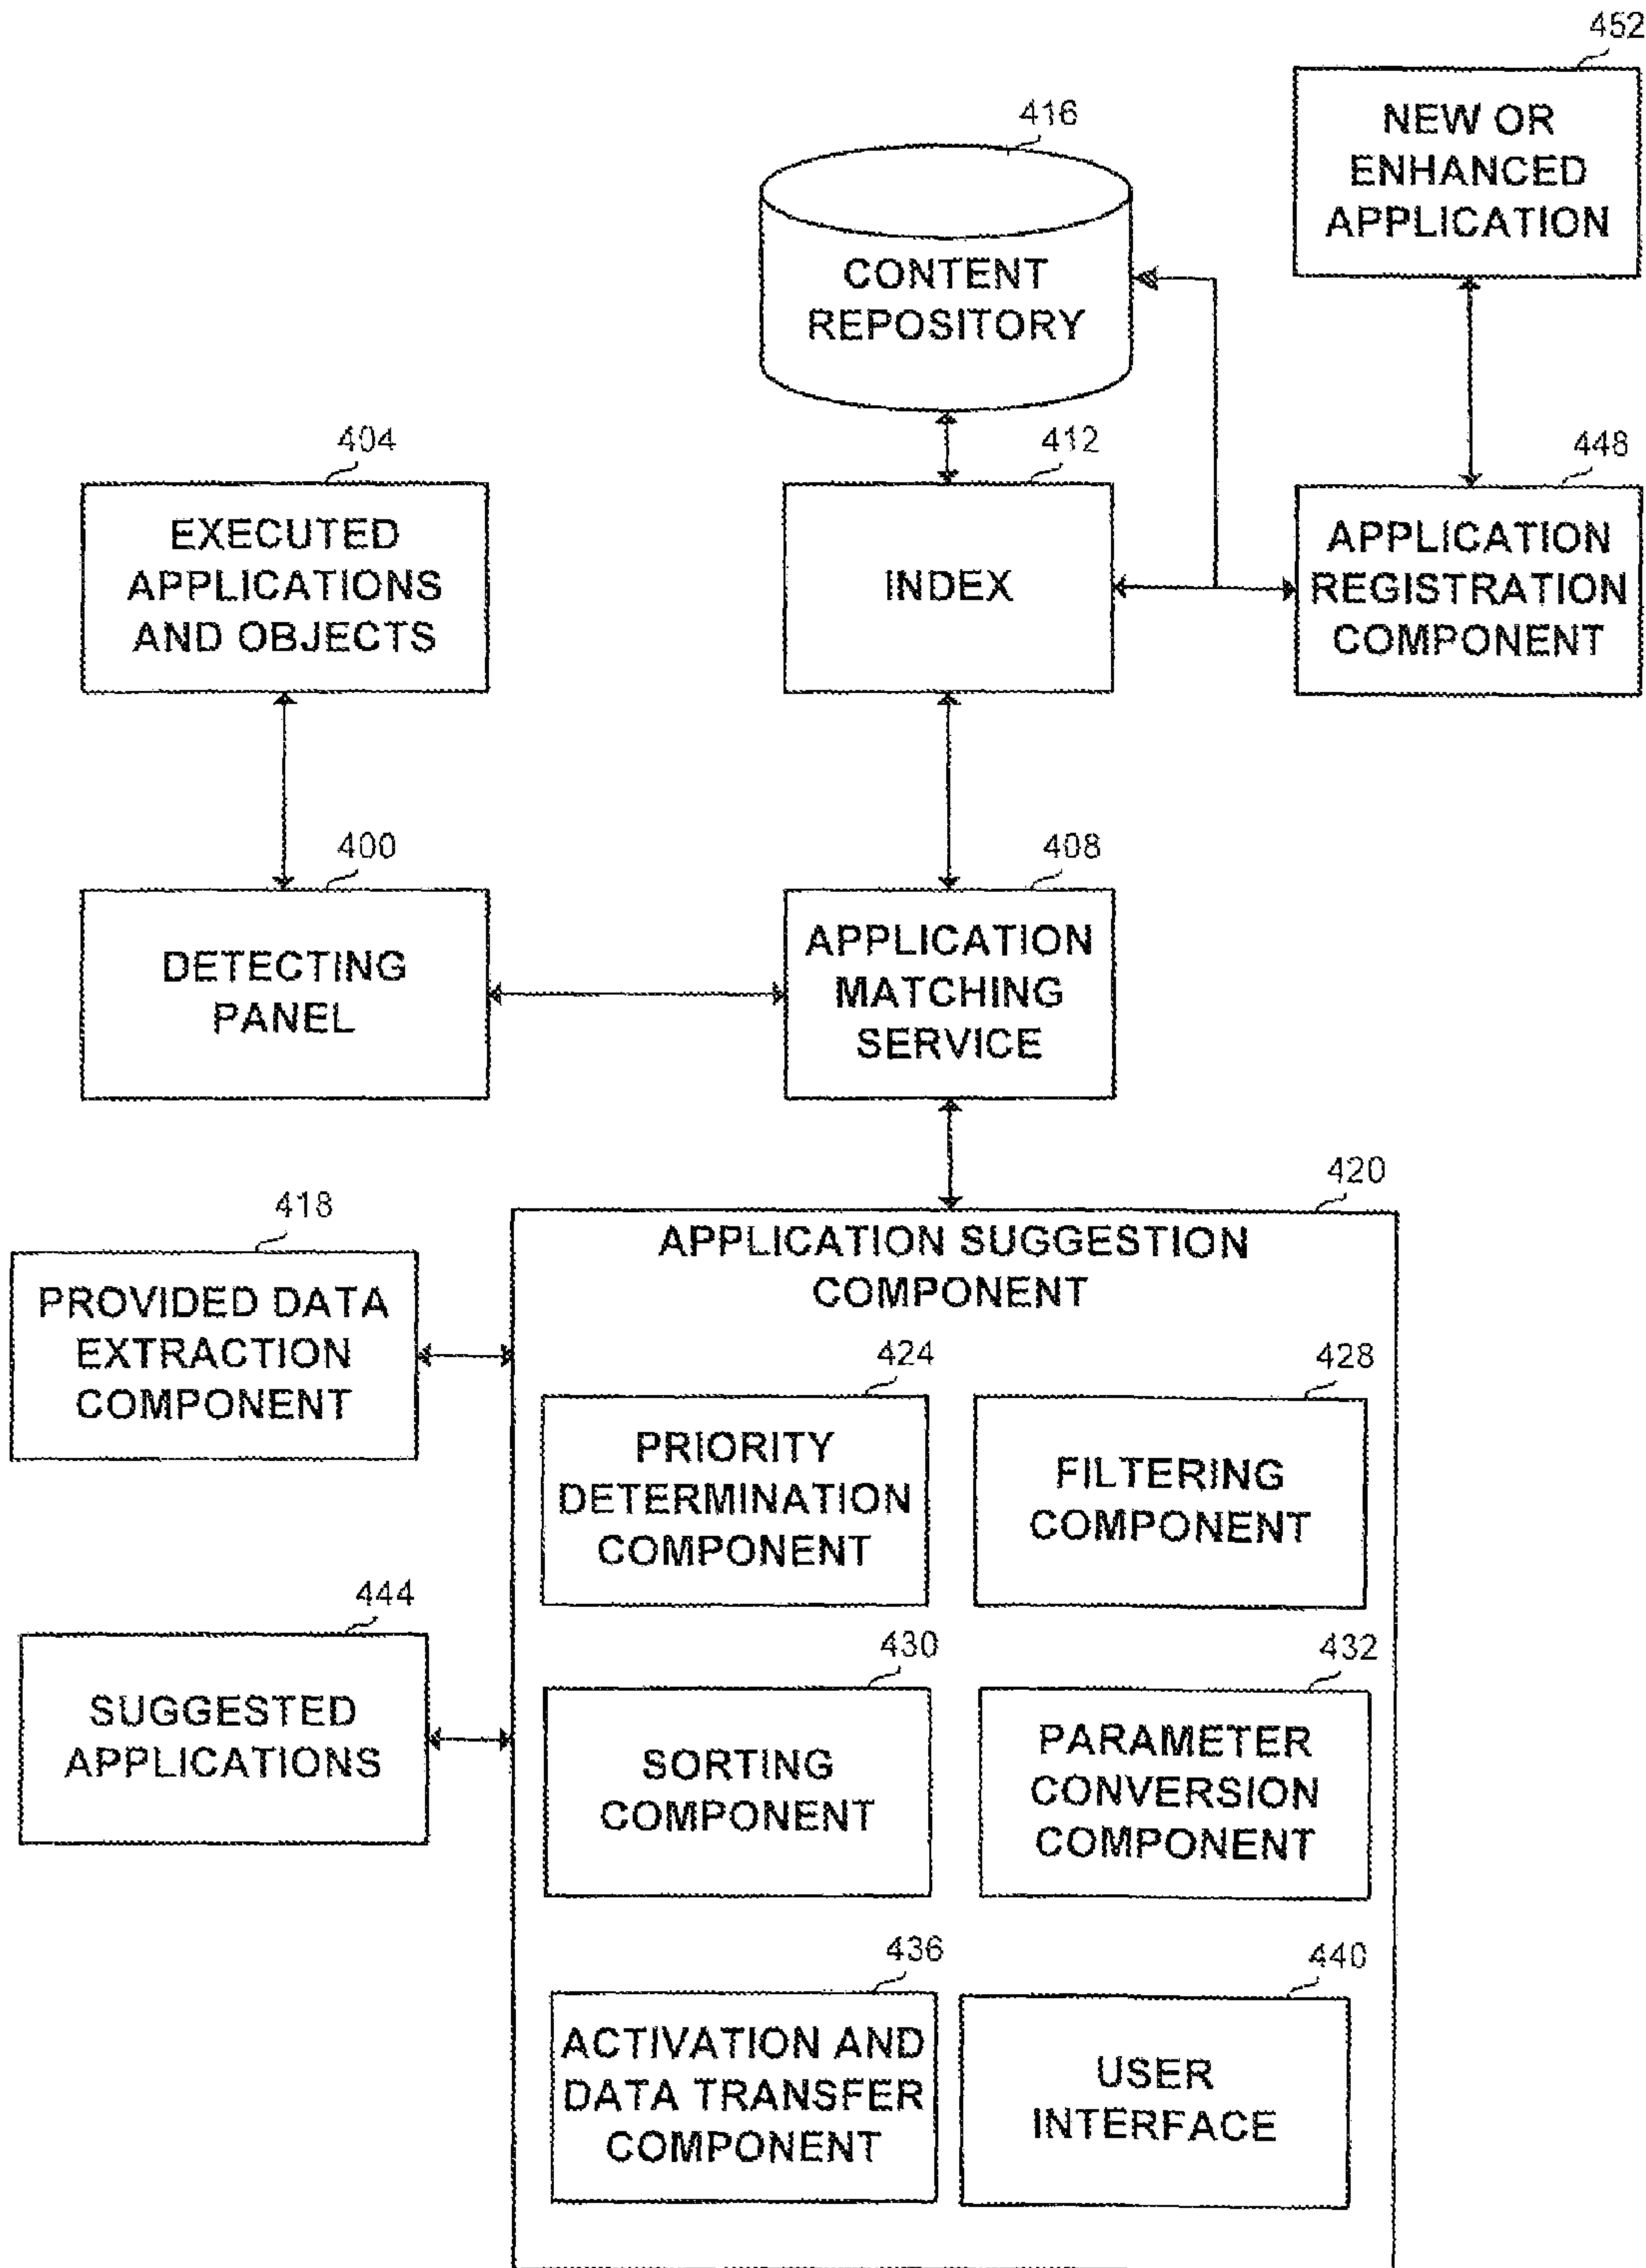 452
NEW OR
ENHANCED
APPLICATION
416
CONTENT
REPOSITORY
404
EXECUTED
APPLICATIONS
AND OBJECTS
412
INDEX
448
APPLICATION
REGISTRATION
COMPONENT
400
DETECTING
PANEL
408
APPLICATION
MATCHING
SERVICE
420
APPLICATION SUGGESTION
COMPONENT
418
PROVIDED DATA
EXTRACTION
COMPONENT
424
PRIORITY
DETERMINATION
COMPONENT
428
FILTERING
COMPONENT
444
SUGGESTED
APPLICATIONS
430
SORTING
COMPONENT
432
PARAMETER
CONVERSION
COMPONENT
436
ACTIVATION AND
DATA TRANSFER
COMPONENT
440
USER
INTERFACE